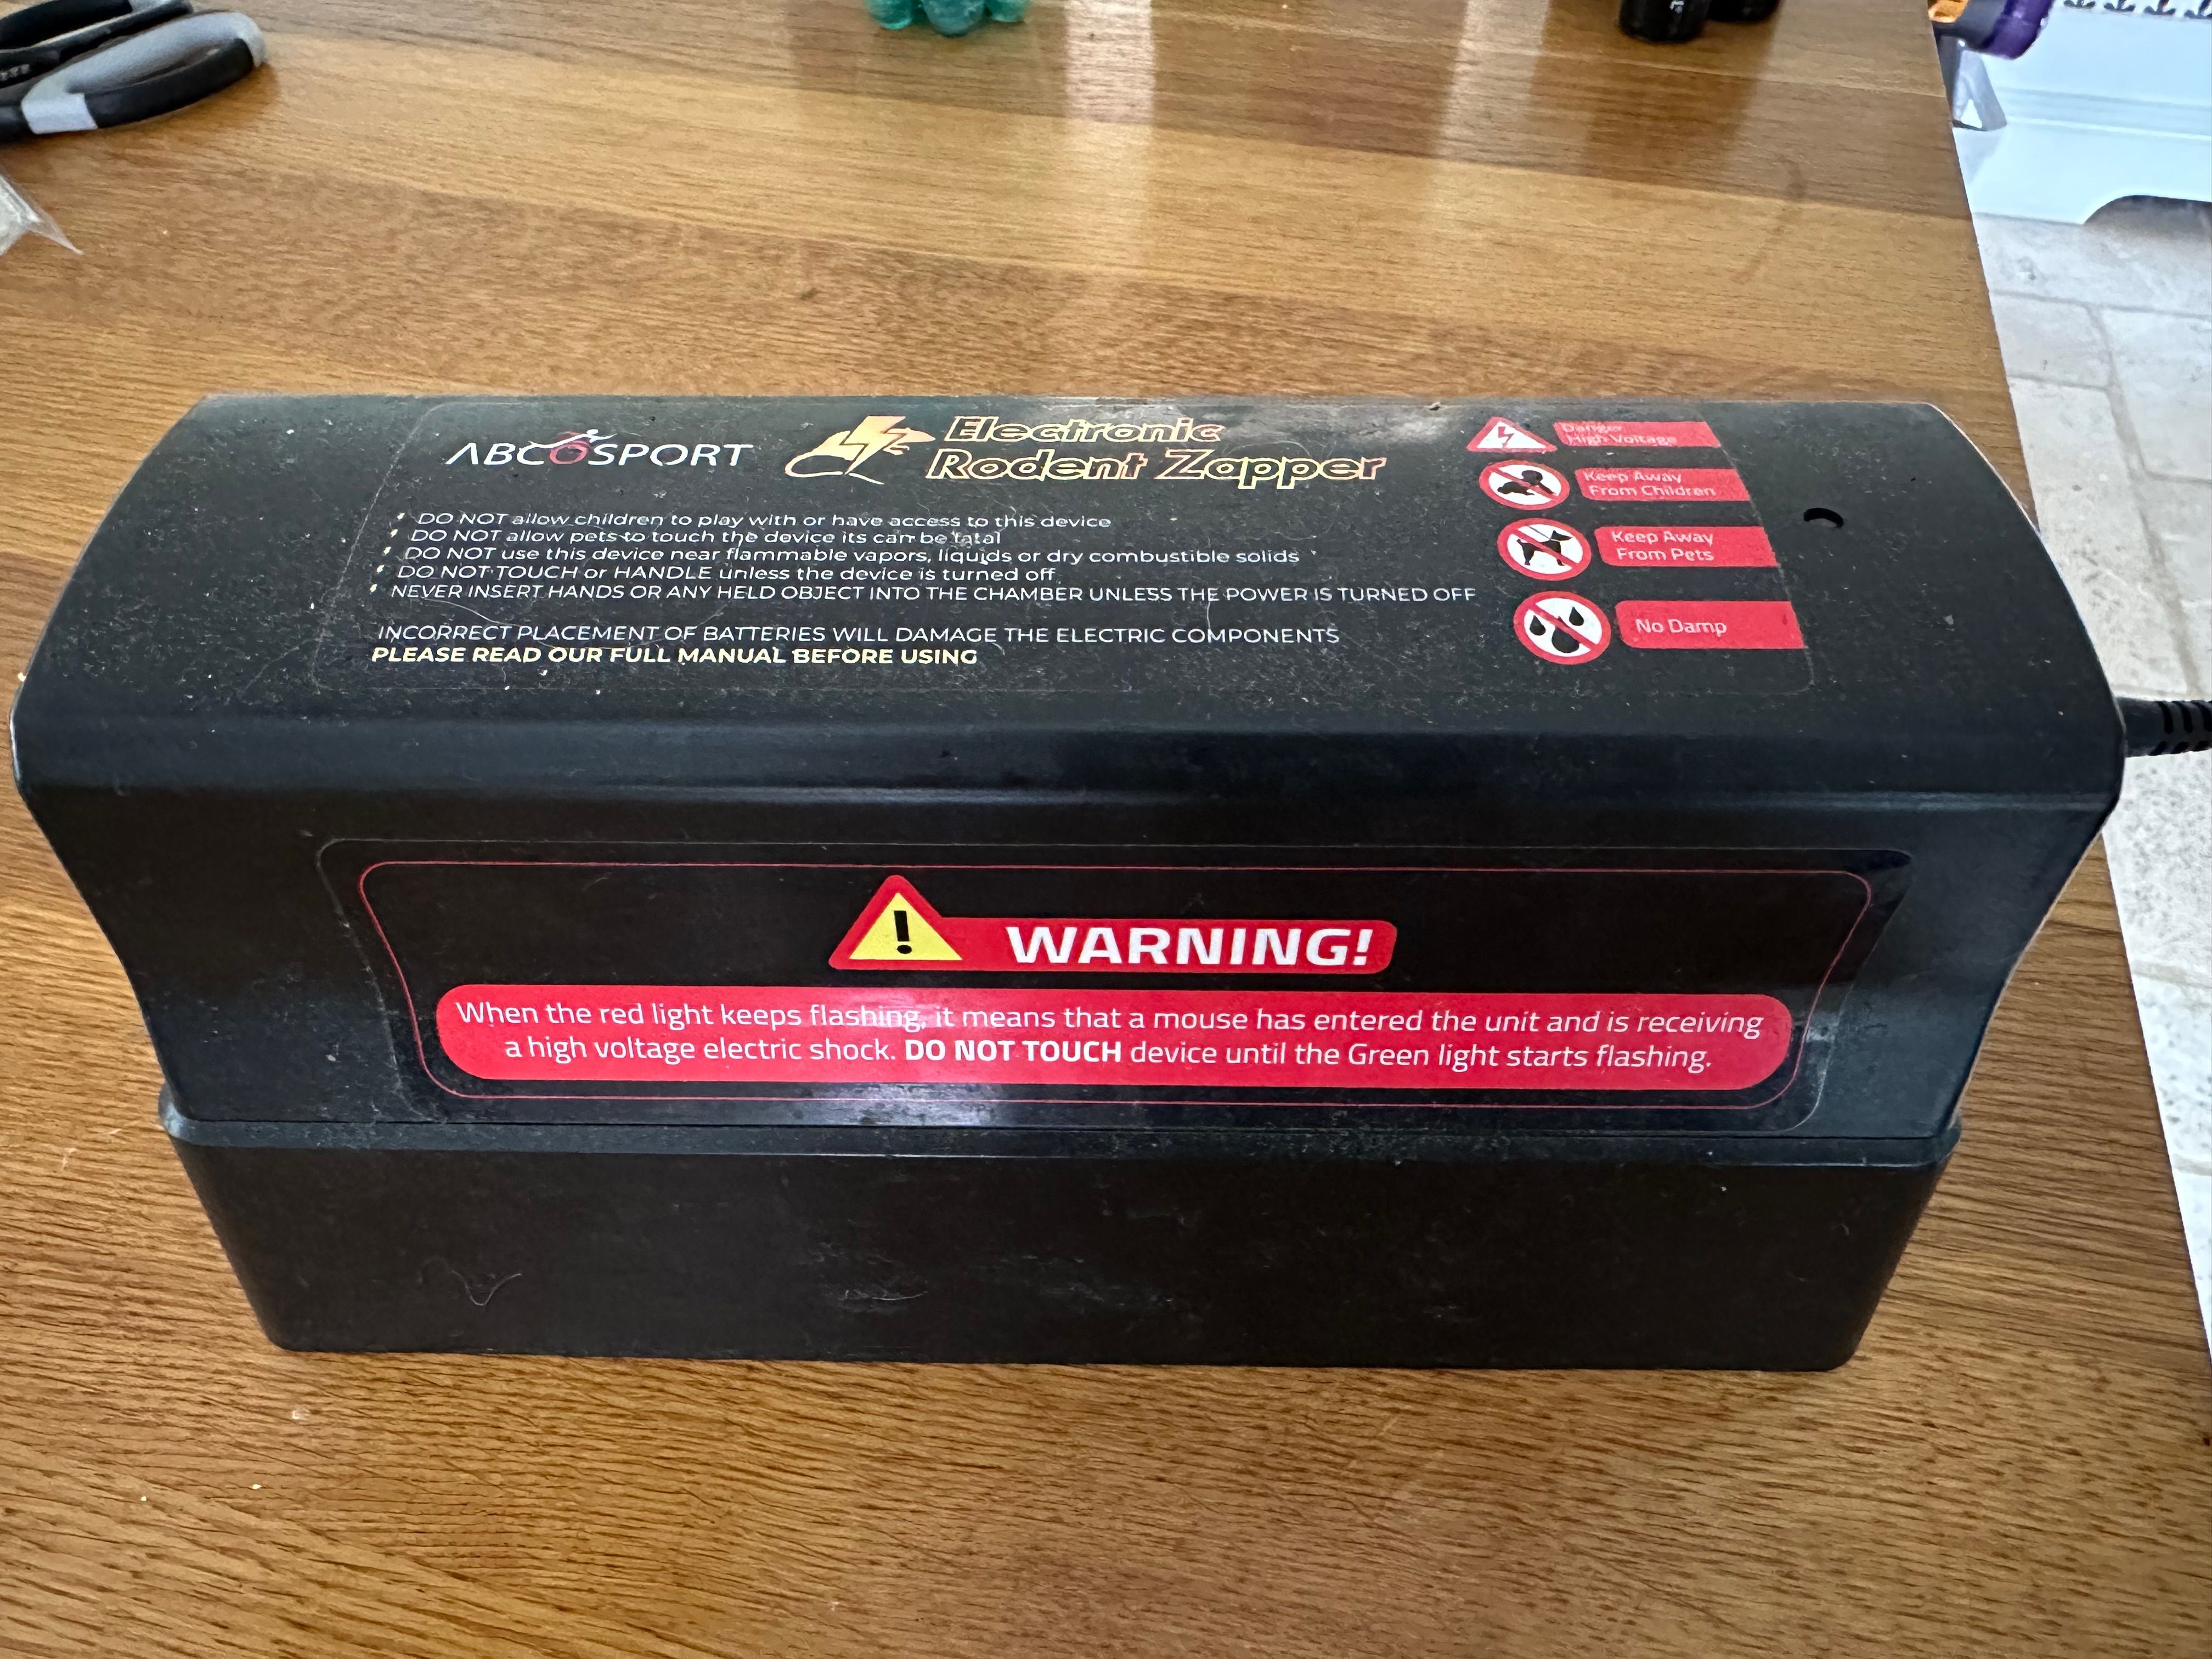 ABCOSPORT
Electronic
Rodent Zapper
DO NOT allow children to play with or have access to this device
DO NOT allow pets to touch the device its can be fatal
DO NOT use this device near flammable vapors, liquids or dry combustible solids
DO NOT TOUCH or HANDLE unless the device is turned off
NEVER INSERT HANDS OR ANY HELD OBJECT INTO THE CHAMBER UNLESS THE POWER IS TURNED OFF
INCORRECT PLACEMENT OF BATTERIES WILL DAMAGE THE ELECTRIC COMPONENTS
PLEASE READ OUR FULL MANUAL BEFORE USING
Danger
High Voltage
Keep Away
From Children
Keep Away
From Pets
No Damp
! WARNING!
When the red light keeps flashing, it means that a mouse has entered the unit and is receiving
a high voltage electric shock. DO NOT TOUCH device until the Green light starts flashing.